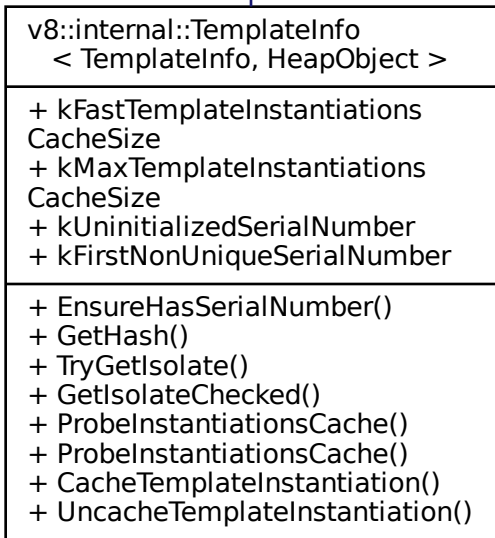 v8::internal::TemplateInfo
< TemplateInfo, HeapObject >
+ kFastTemplateInstantiations
CacheSize
+ kMaxTemplateInstantiations
CacheSize
+ kUninitializedSerialNumber
+ kFirstNonUniqueSerialNumber
+ EnsureHasSerialNumber()
+ GetHash()
+ TryGetIsolate()
+ GetIsolateChecked()
+ ProbeInstantiationsCache()
+ ProbeInstantiationsCache()
+ CacheTemplateInstantiation()
+ UncacheTemplateInstantiation()